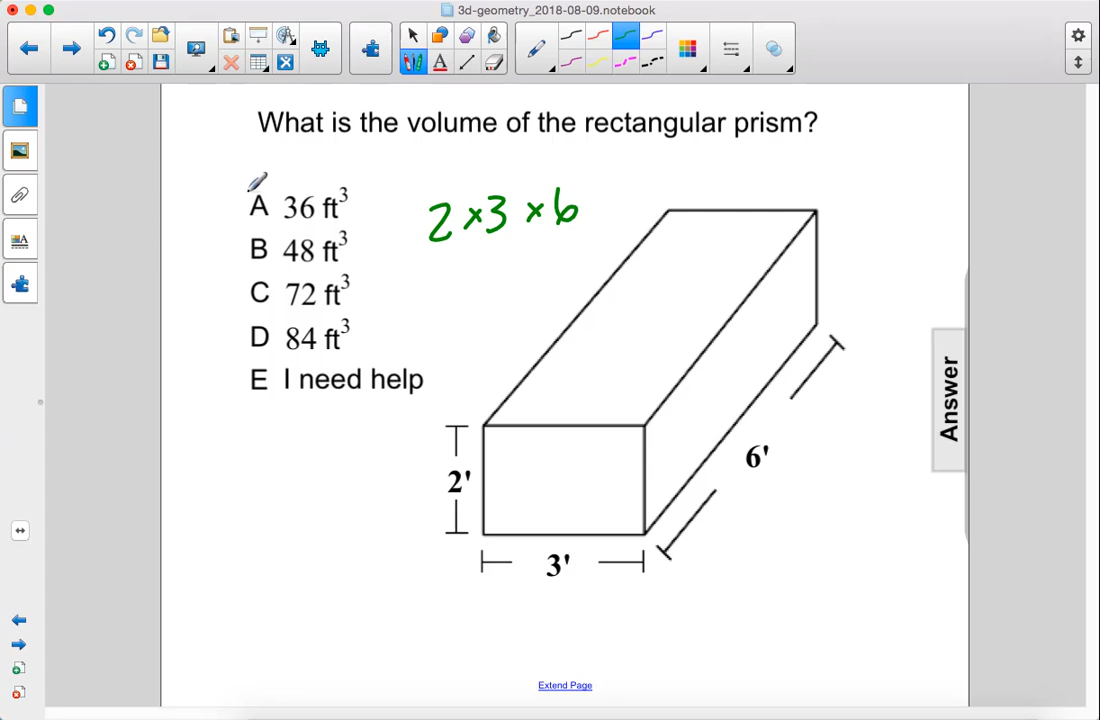 3d-geometry_2018-08-09.notebook
What is the volume of the rectangular prism?
A 36 ft³
2×3×6
B 48 ft³
C 72 ft³
D 84 ft³
E I need help
2'
3'
6'
Answer
Extend Page